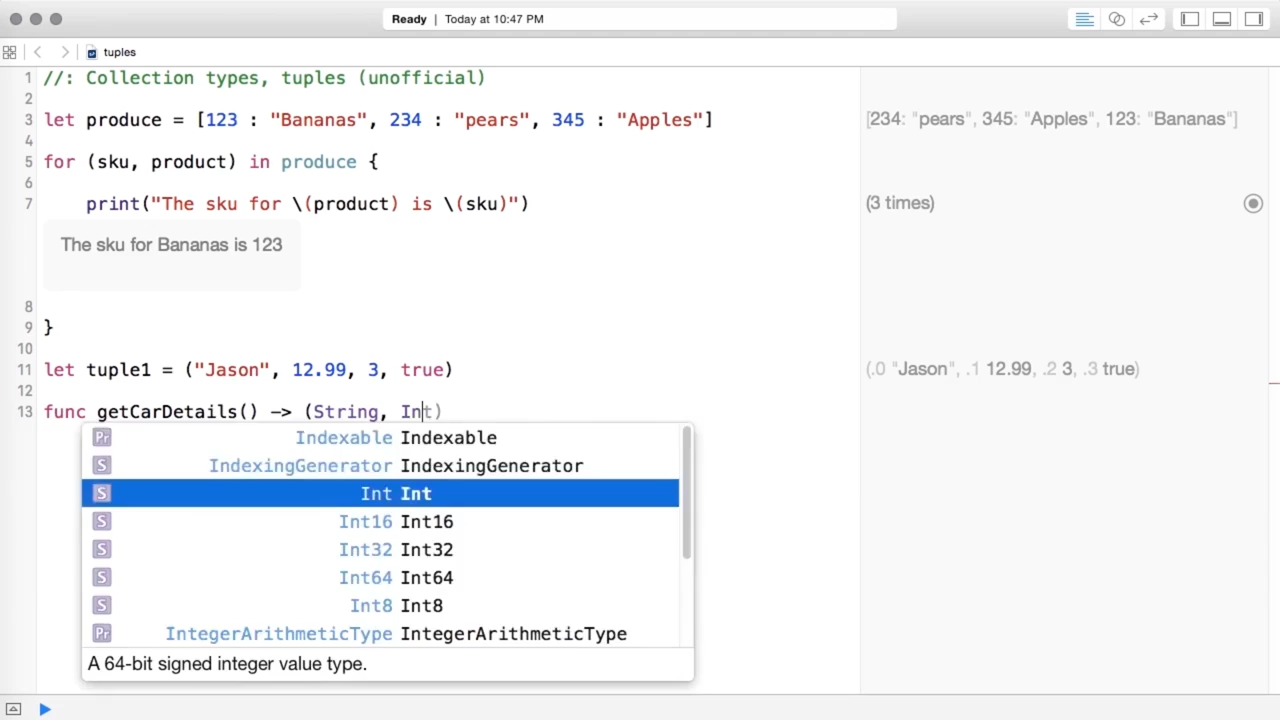 Ready | Today at 10:47 PM
tuples
1 //: Collection types, tuples (unofficial)
2
3 let produce = [123 : "Bananas", 234 : "pears", 345 : "Apples"] [234: "pears", 345: "Apples", 123: "Bananas"]
4
5 for (sku, product) in produce {
6
7 print("The sku for \(product) is \(sku)") (3 times)
The sku for Bananas is 123
8
9 }
10
11 let tuple1 = ("Jason", 12.99, 3, true) (.0 "Jason", .1 12.99, .2 3, .3 true)
12
13 func getCarDetails() -> (String, Int)
Pr Indexable Indexable
S IndexingGenerator IndexingGenerator
S Int Int
S Int16 Int16
S Int32 Int32
S Int64 Int64
S Int8 Int8
Pr IntegerArithmeticType IntegerArithmeticType
A 64-bit signed integer value type.